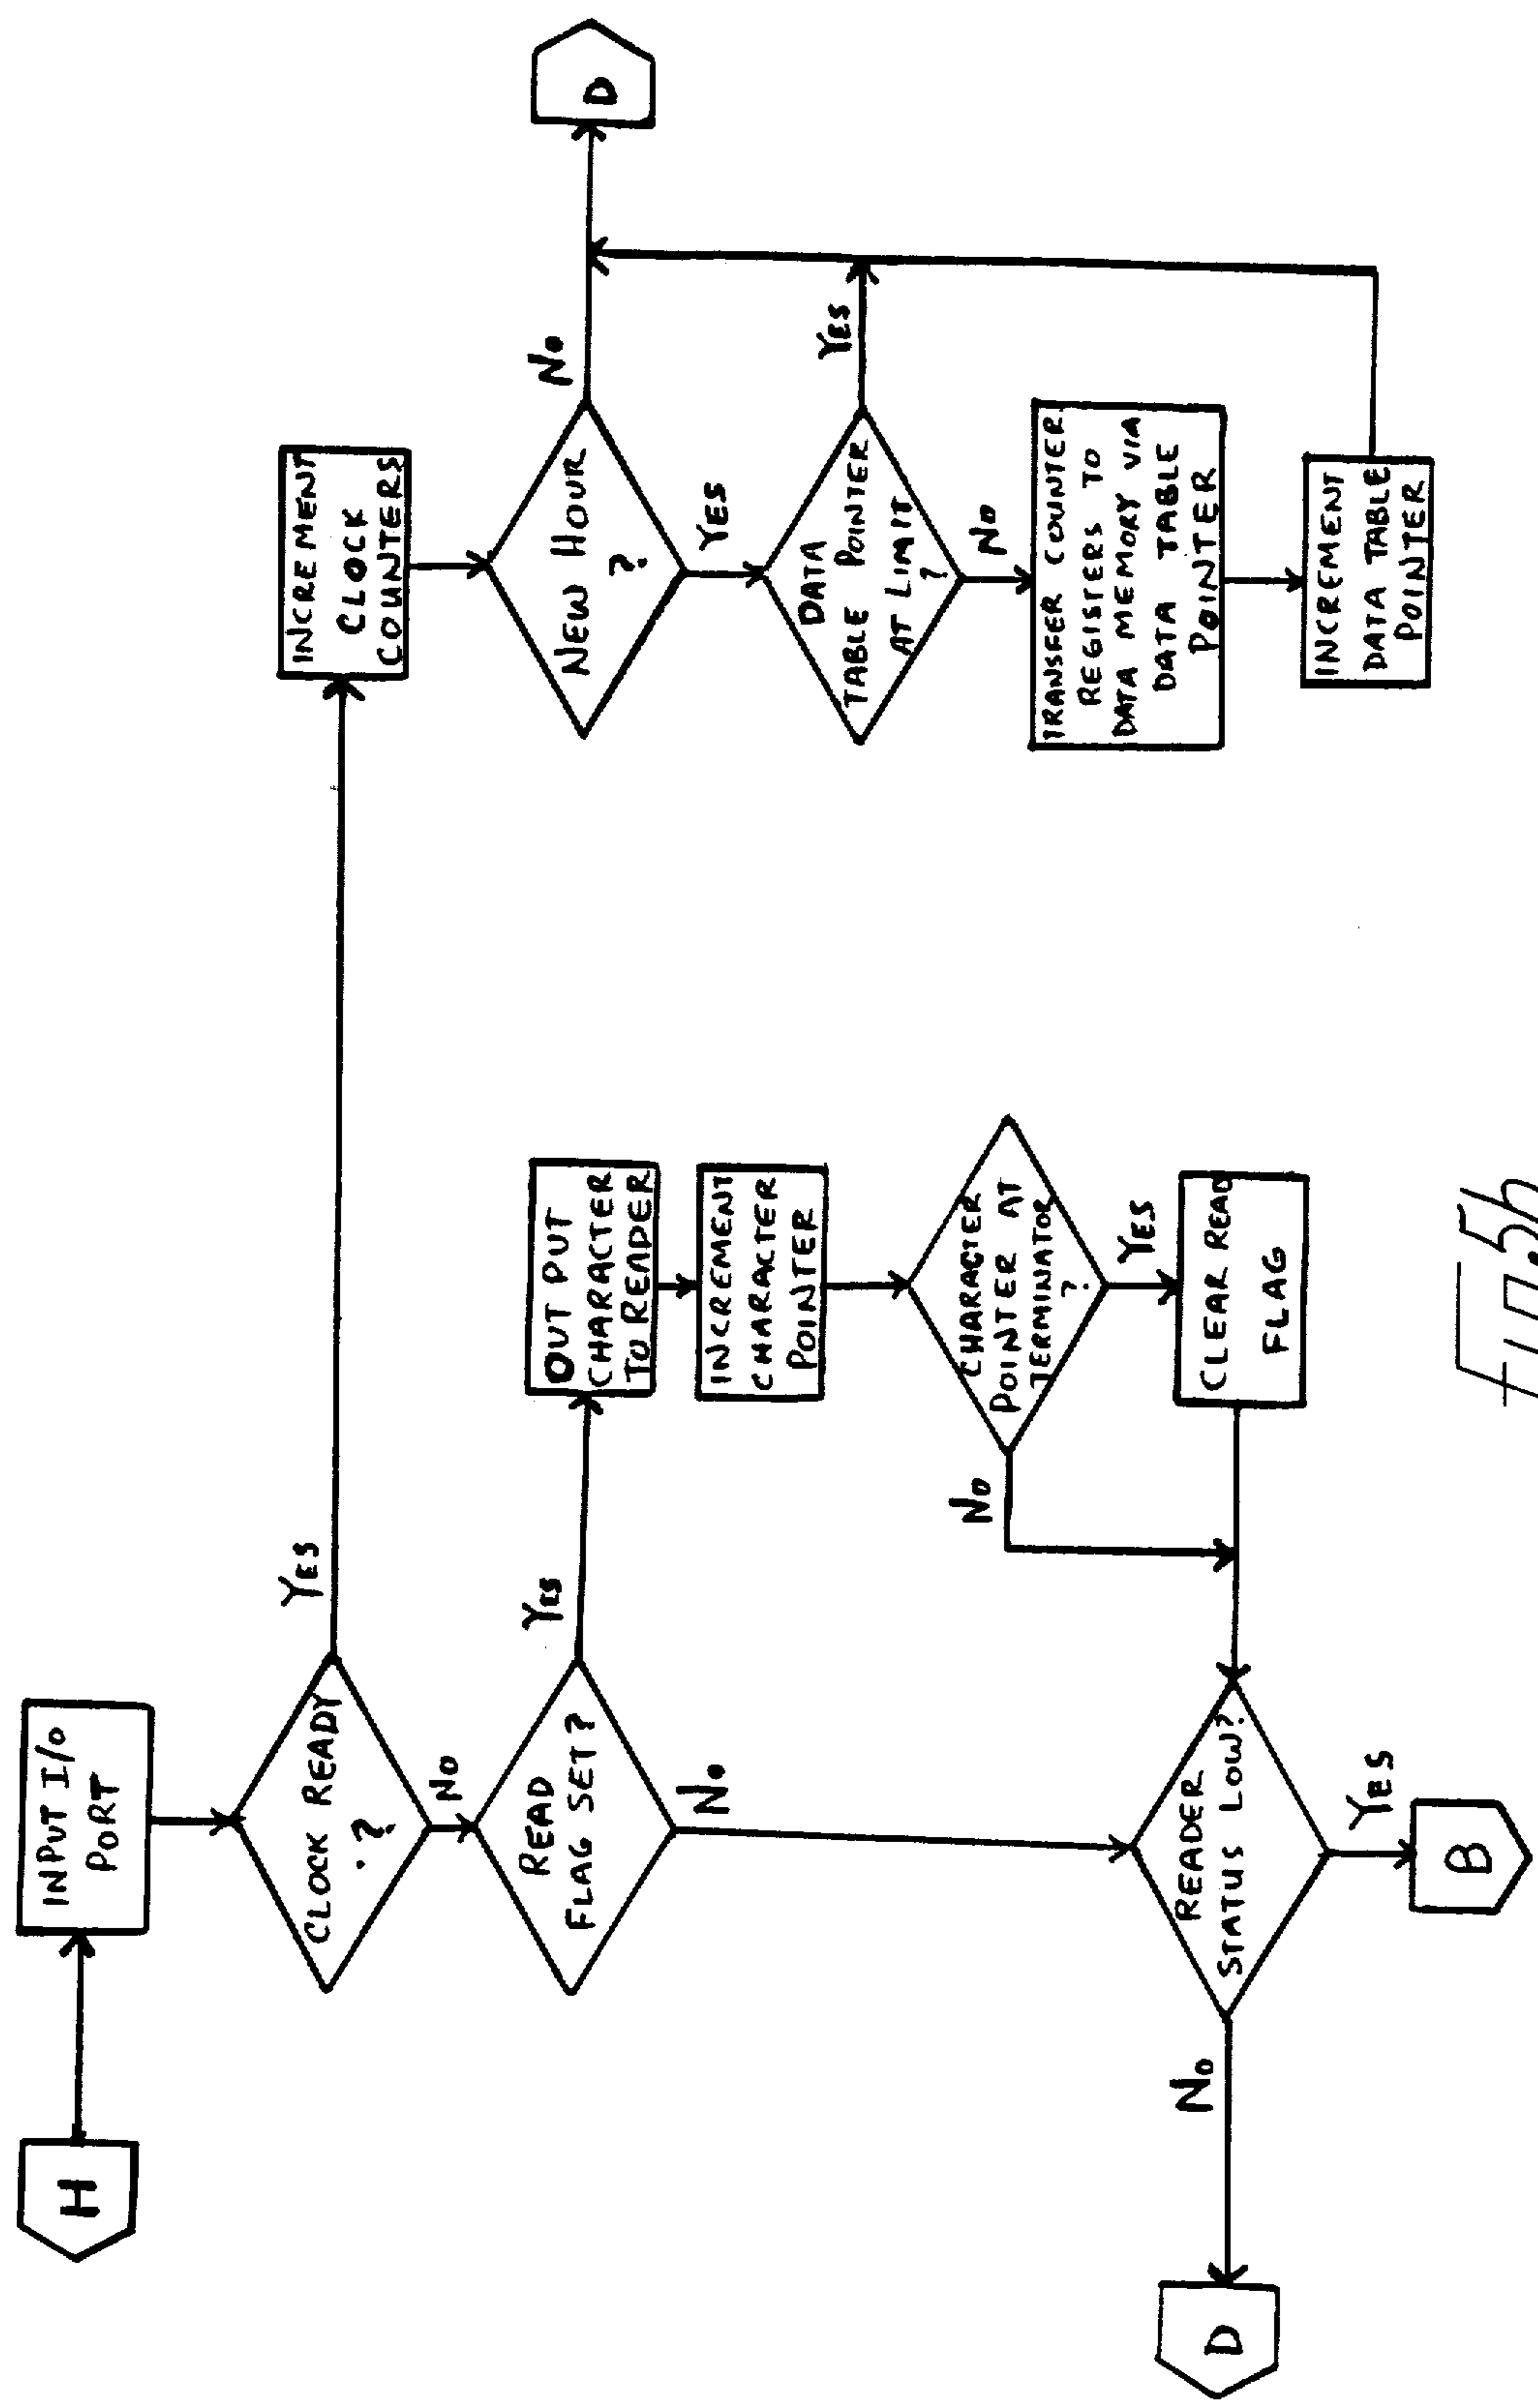 H
INPUT I/O
PORT
CLOCK READY
?
YES
NO
READ
FLAG SET?
YES
NO
OUT PUT
CHARACTER
TO READER
INCREMENT
CHARACTER
POINTER
CHARACTER
POINTER AT
TERMINATOR
?
NO
YES
CLEAR READ
FLAG
READER
STATUS LOW?
NO
D
YES
B
INCREMENT
CLOCK
COUNTERS
NEW HOUR
?
NO
D
YES
DATA
TABLE POINTER
AT LIMIT
?
YES
NO
TRANSFER COUNTER
REGISTERS TO
DATA MEMORY VIA
DATA TABLE
POINTER
INCREMENT
DATA TABLE
POINTER
Fig. 5b